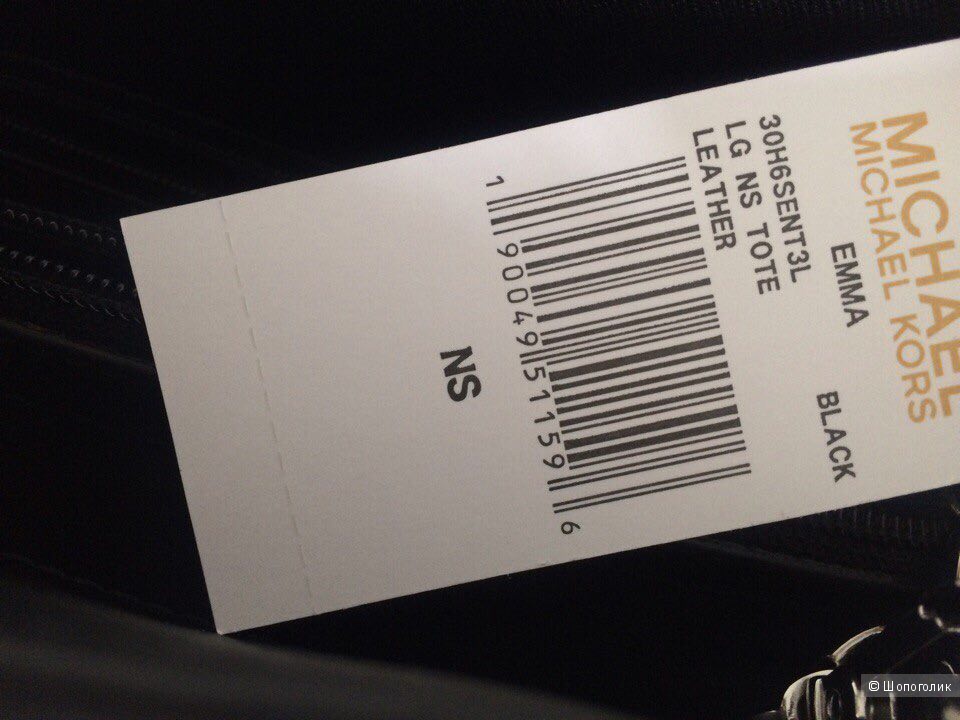 MICHAEL
MICHAEL KORS
EMMA BLACK
30H6SENT3L
LG NS TOTE
LEATHER
1 90049 51159 6
NS
© Шопоголик